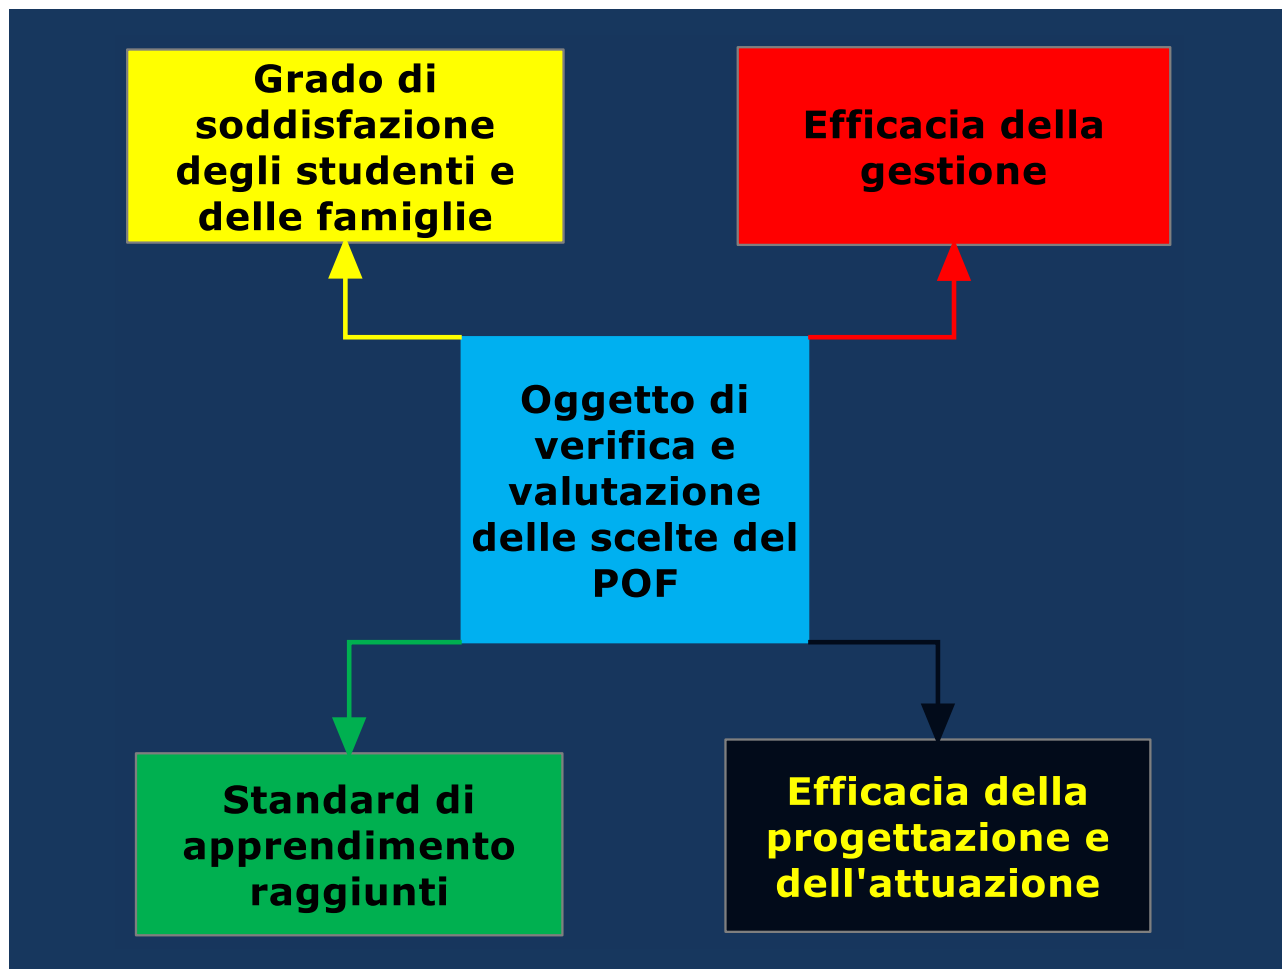 Grado di
soddisfazione
degli studenti e
delle famiglie
Efficacia della
gestione
Oggetto di
verifica e
valutazione
delle scelte del
POF
Standard di
apprendimento
raggiunti
Efficacia della
progettazione e
dell'attuazione